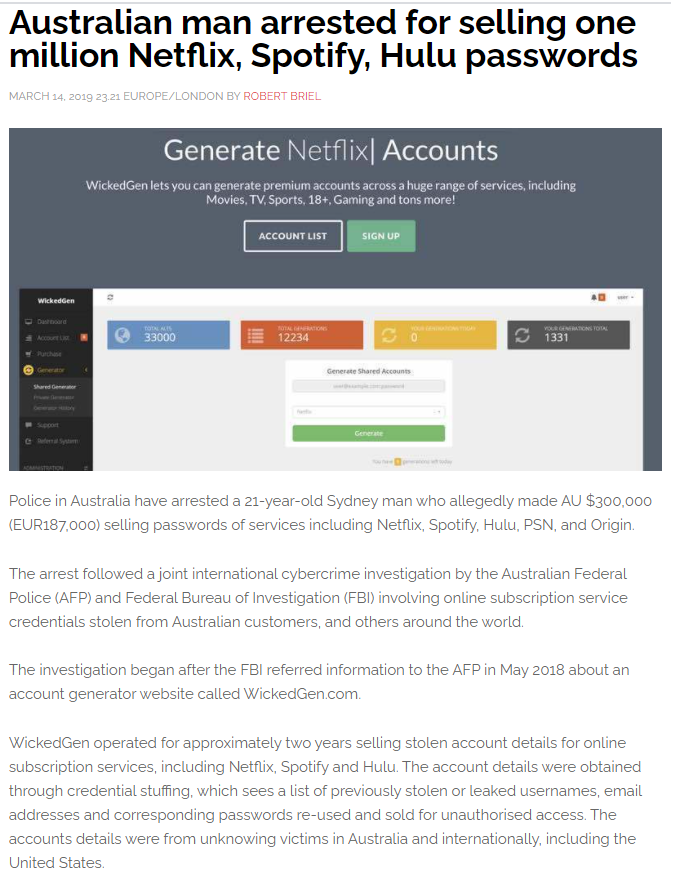 Australian man arrested for selling one
million Netflix, Spotify, Hulu passwords
MARCH 14, 2019 23.21 EUROPE/LONDON BY ROBERT BRIEL
Generate Netflix| Accounts
WickedGen lets you can generate premium accounts across a huge range of services, including
Movies, TV, Sports, 18+, Gaming and tons more!
ACCOUNT LIST
SIGN UP
WickedGen
USER
Dashboard
Account List
Purchase
Generator
Shared Generator
Private Generator
Generator History
Support
Referral System
ADMINISTRATION
TOTAL ALTS
33000
TOTAL GENERATIONS
12234
YOUR GENERATIONS TODAY
0
YOUR GENERATIONS TOTAL
1331
Generate Shared Accounts
user@example.com:password
Netflix
Generate
You have generations left today
Police in Australia have arrested a 21-year-old Sydney man who allegedly made AU $300,000
(EUR187,000) selling passwords of services including Netflix, Spotify, Hulu, PSN, and Origin.
The arrest followed a joint international cybercrime investigation by the Australian Federal
Police (AFP) and Federal Bureau of Investigation (FBI) involving online subscription service
credentials stolen from Australian customers, and others around the world.
The investigation began after the FBI referred information to the AFP in May 2018 about an
account generator website called WickedGen.com.
WickedGen operated for approximately two years selling stolen account details for online
subscription services, including Netflix, Spotify and Hulu. The account details were obtained
through credential stuffing, which sees a list of previously stolen or leaked usernames, email
addresses and corresponding passwords re-used and sold for unauthorised access. The
accounts details were from unknowing victims in Australia and internationally, including the
United States.